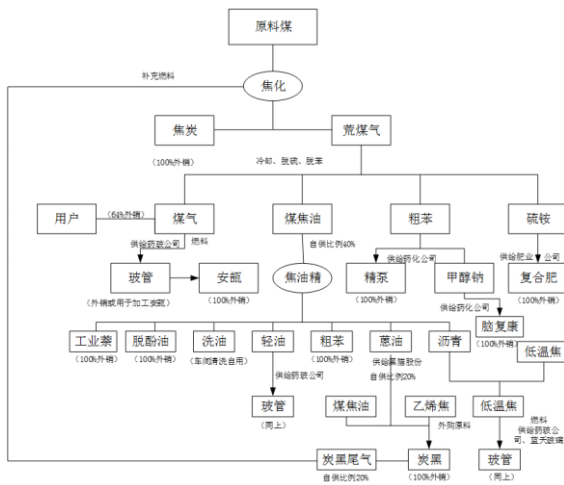 原料煤
补充燃料
焦化
焦炭
荒煤气
（100%外销）
冷却、脱硫、脱苯
用户
（64%外销）
煤气
煤焦油
粗苯
硫铵
供给药玻公司
燃料
自供比例40%
供给药化公司
供给肥业公司
玻管
安瓿
焦油精
精泵
甲醇钠
复合肥
（外销或用于加工安瓿）
（100%外销）
（100%外销）
（100%外销）
供给药化公司
脑复康
（100%外销）
工业萘
脱酚油
洗油
轻油
粗苯
蒽油
沥青
低温焦
（100%外销）
（100%外销）
（车间清洗自用）
（100%外销）
（100%外销）
供给药玻公司
供给黑猫股份
自供比例20%
玻管
（同上）
煤焦油
乙烯焦
低温焦
外购原料
燃料
供给药玻公
司、蓝天玻璃
炭黑尾气
炭黑
玻管
自供比例20%
（100%外销）
（同上）